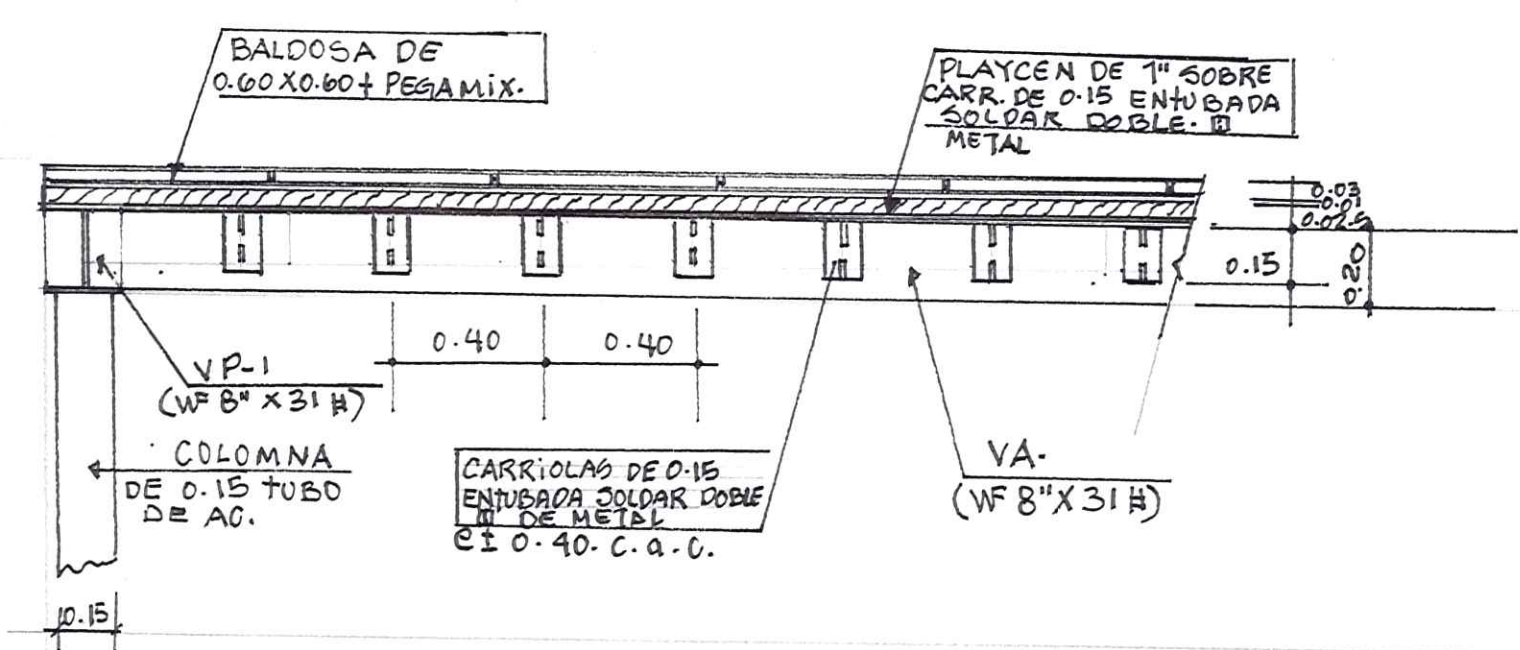 BALDOSA DE
0.60 X 0.60 + PEGAMIX.
PLAYCEN DE 1" SOBRE
CARR. DE 0.15 ENTUBADA
SOLDAR DOBLE.
METAL
0.03
0.01
0.02.5
0.15
0.20
0.40
0.40
VP-1
(WF 8" X 31 #)
COLOMNA
DE 0.15 TUBO
DE AC.
CARRIOLAS DE 0.15
ENTUBADA SOLDAR DOBLE
DE METAL
@ ± 0.40. C.a.C.
VA.
(WF 8" X 31 #)
0.15